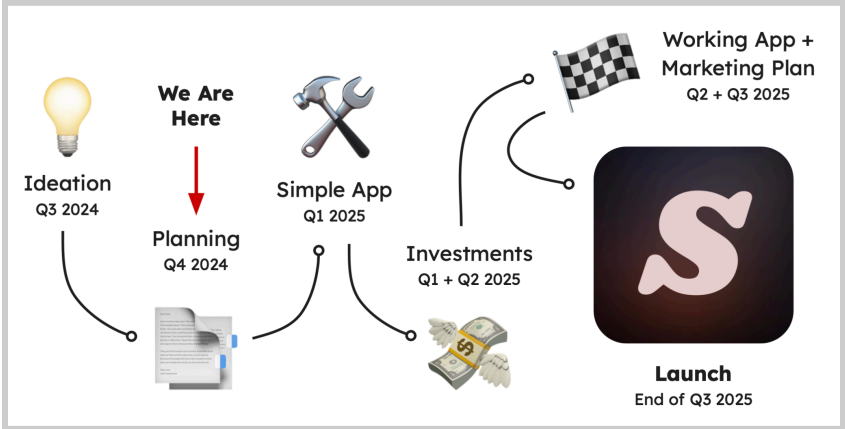 Ideation
Q3 2024
We Are
Here
Planning
Q4 2024
Simple App
Q1 2025
Investments
Q1 + Q2 2025
Working App +
Marketing Plan
Q2 + Q3 2025
S
Launch
End of Q3 2025